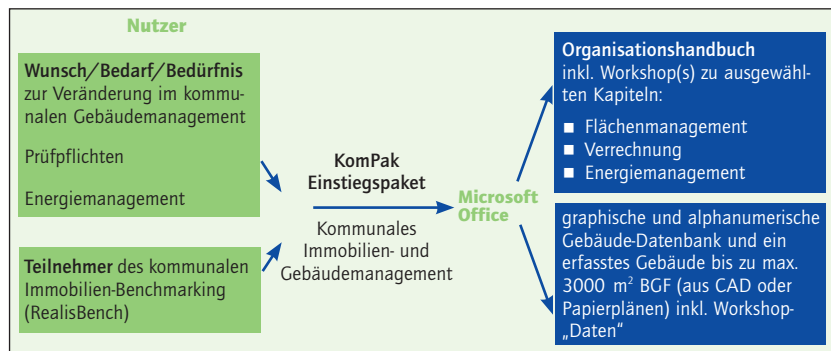 Nutzer
Wunsch/Bedarf/Bedürfnis
zur Veränderung im kommu-
nalen Gebäudemanagement
Prüfpflichten
Energiemanagement
Teilnehmer des kommunalen
Immobilien-Benchmarking
(RealisBench)
KomPak
Einstiegspaket
Kommunales
Immobilien- und
Gebäudemanagement
Microsoft
Office
Organisationshandbuch
inkl. Workshop(s) zu ausgewähl-
ten Kapiteln:
■ Flächenmanagement
■ Verrechnung
■ Energiemanagement
graphische und alphanumerische
Gebäude-Datenbank und ein
erfasstes Gebäude bis zu max.
3000 m² BGF (aus CAD oder
Papierplänen) inkl. Workshop-
„Daten“